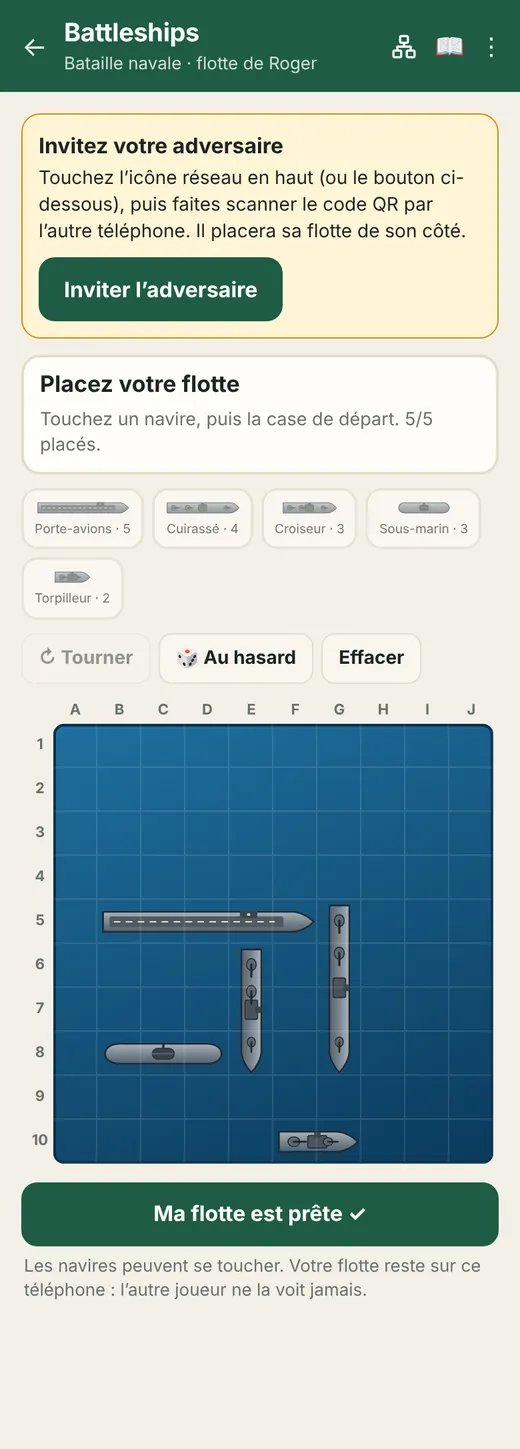 Battleships
Bataille navale · flotte de Roger
Invitez votre adversaire
Touchez l’icône réseau en haut (ou le bouton ci-
dessous), puis faites scanner le code QR par
l’autre téléphone. Il placera sa flotte de son côté.
Inviter l’adversaire
Placez votre flotte
Touchez un navire, puis la case de départ. 5/5
placés.
Porte-avions · 5
Cuirassé · 4
Croiseur · 3
Sous-marin · 3
Torpilleur · 2
↻ Tourner
Au hasard
Effacer
A B C D E F G H I J
1
2
3
4
5
6
7
8
9
10
Ma flotte est prête ✓
Les navires peuvent se toucher. Votre flotte reste sur ce
téléphone : l’autre joueur ne la voit jamais.